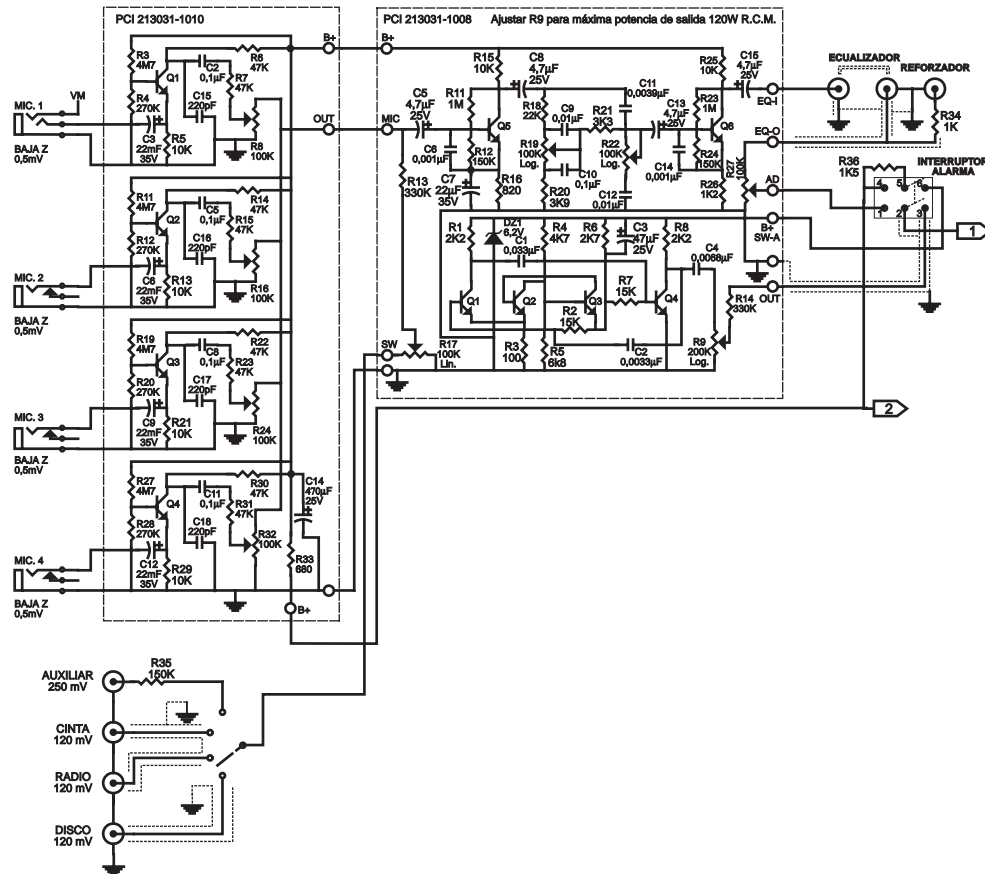 PCI 213031-1010
PCI 213031-1008 Ajustar R9 para máxima potencia de salida 120W R.C.M.
B+
B+
R3
4M7
Q1
C2
0,1µF
R6
47K
R7
47K
MIC. 1
VM
R4
270K
C15
220pF
C3
22mF
35V
R5
10K
R8
100K
BAJA Z
0,5mV
R11
4M7
Q2
C5
0,1µF
R14
47K
R15
47K
R12
270K
C16
220pF
MIC. 2
C6
22mF
35V
R13
10K
R16
100K
BAJA Z
0,5mV
R19
4M7
Q3
C8
0,1µF
R22
47K
R23
47K
R20
270K
C17
220pF
MIC. 3
C9
22mF
35V
R21
10K
R24
100K
BAJA Z
0,5mV
R27
4M7
Q4
C11
0,1µF
R30
47K
R31
47K
C14
470µF
25V
R28
270K
C18
220pF
R32
100K
MIC. 4
C12
22mF
35V
R29
10K
R33
680
BAJA Z
0,5mV
B+
OUT
MIC
R15
10K
C8
4,7µF
25V
R25
10K
C15
4,7µF
25V
EQ-I
ECUALIZADOR
REFORZADOR
R34
1K
C5
4,7µF
25V
R11
1M
R18
22K
C9
0,01µF
R21
3K3
C11
0,0039µF
C13
4,7µF
25V
R23
1M
Q5
Q6
EQ-O
C6
0,001µF
R12
150K
R19
100K
Log.
C10
0,1µF
R22
100K
Log.
C14
0,001µF
R24
150K
R27
100K
R13
330K
C7
22µF
35V
R16
820
R20
3K9
C12
0,01µF
R26
1K2
AD
R36
1K5
INTERRUPTOR
ALARMA
4
5
6
1
2
3
1
R1
2K2
DZ1
6,2V
C1
0,033µF
R4
4K7
R6
2K7
C3
47µF
25V
R8
2K2
C4
0,0068µF
B+
SW-A
OUT
Q1
Q2
Q3
Q4
R7
15K
R2
15K
R14
330K
SW
R17
100K
Lin.
R3
100
R5
6k8
C2
0,0033µF
R9
200K
Log.
2
R35
150K
AUXILIAR
250 mV
CINTA
120 mV
RADIO
120 mV
DISCO
120 mV